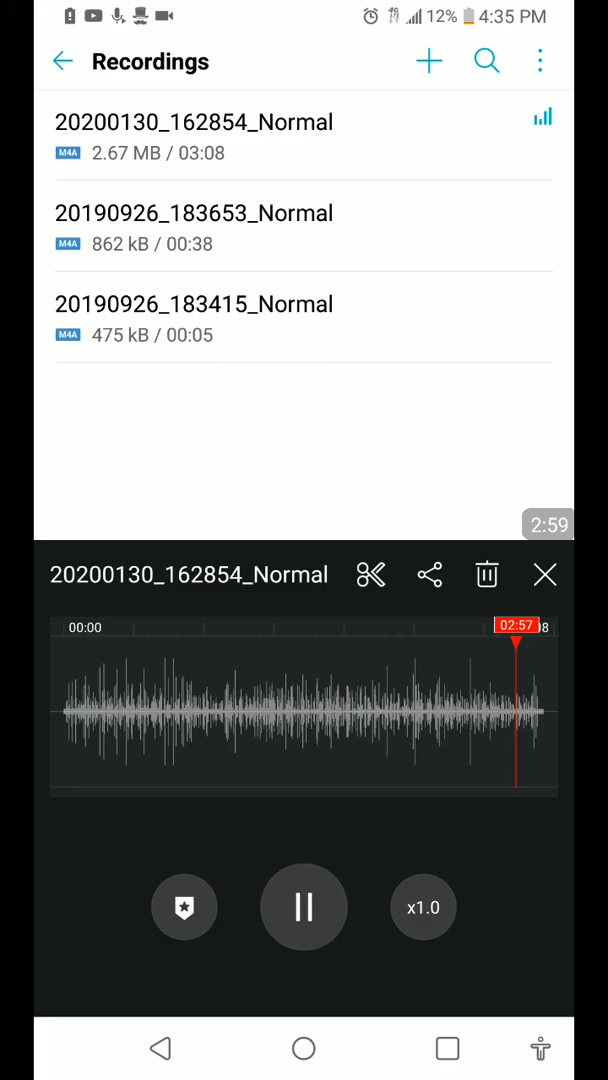 12% 4:35 PM
Recordings
20200130_162854_Normal
M4A 2.67 MB / 03:08
20190926_183653_Normal
M4A 862 kB / 00:38
20190926_183415_Normal
M4A 475 kB / 00:05
2:59
20200130_162854_Normal
00:00 02:57 8
x1.0